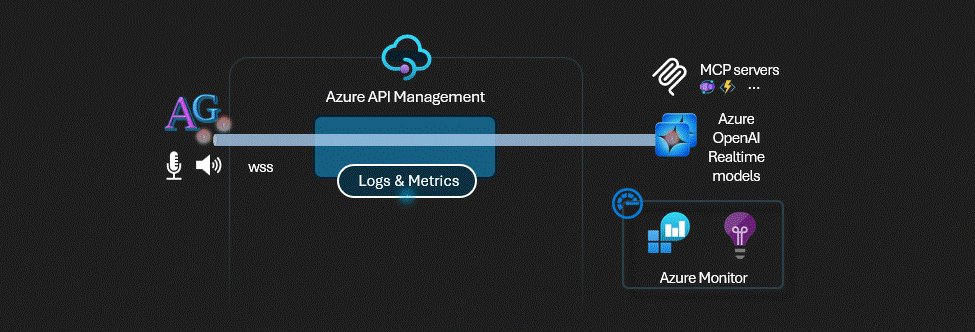 Azure API Management
MCP servers
...
AG
Azure
OpenAI
Realtime
models
wss
Logs & Metrics
Azure Monitor